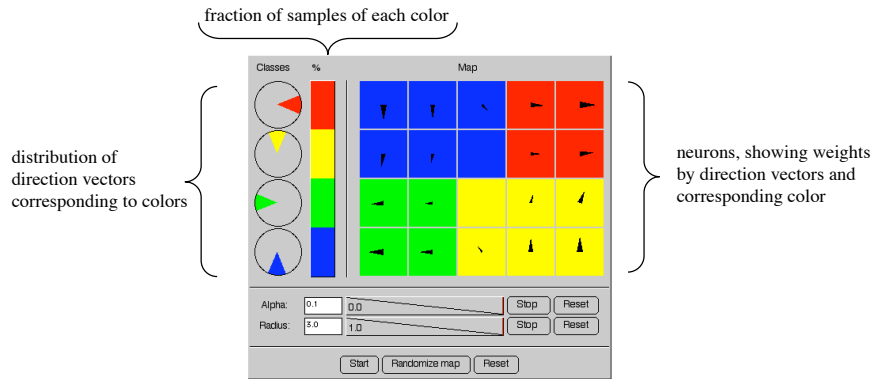 fraction of samples of each color
Classes % Map
distribution of
direction vectors
corresponding to colors
neurons, showing weights
by direction vectors and
corresponding color
Alpha: 0.1 0.0 Stop Reset
Radius: 3.0 1.0 Stop Reset
Start Randomize map Reset